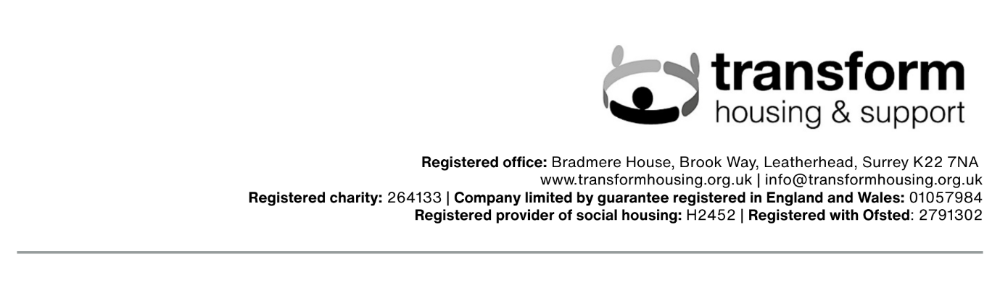 transform
housing & support
Registered office: Bradmere House, Brook Way, Leatherhead, Surrey K22 7NA
www.transformhousing.org.uk | info@transformhousing.org.uk
Registered charity: 264133 | Company limited by guarantee registered in England and Wales: 01057984
Registered provider of social housing: H2452 | Registered with Ofsted: 2791302